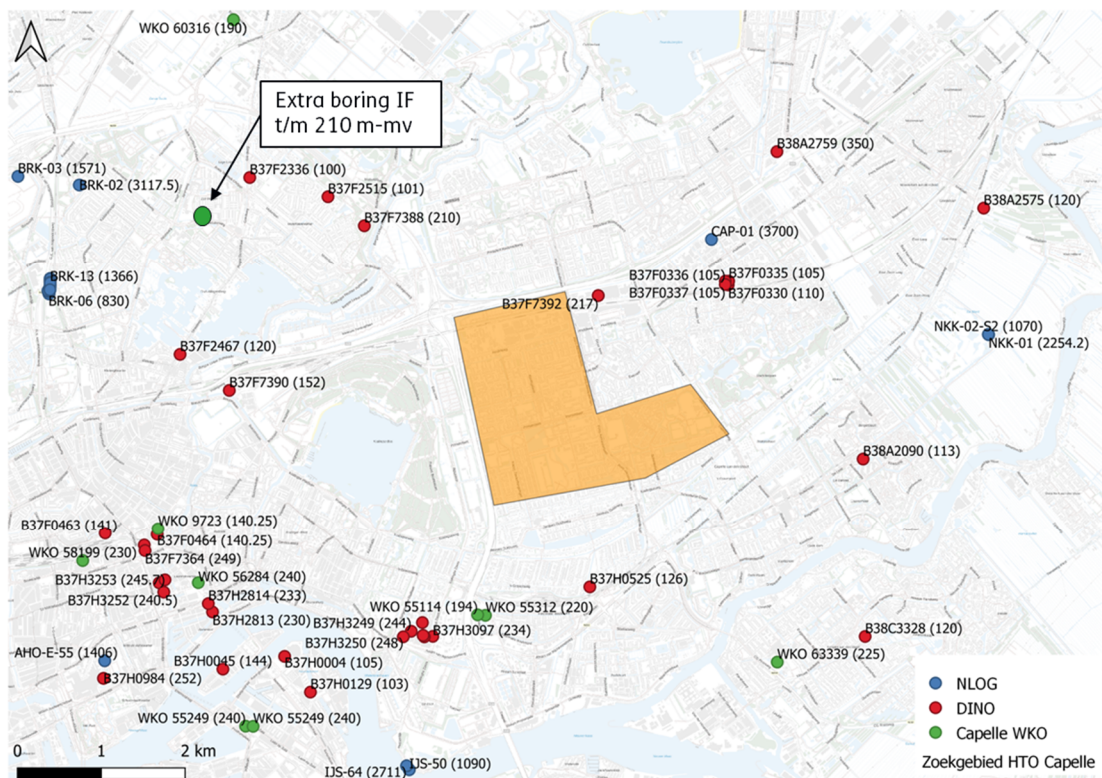 WKO 60316 (190)
Extra boring IF
t/m 210 m-mv
B38A2759 (350)
BRK-03 (1571)
BRK-02 (3117.5)
B37F2336 (100)
B37F2515 (101)
B38A2575 (120)
B37F7388 (210)
CAP-01 (3700)
BRK-13 (1366)
BRK-06 (830)
B37F0336 (105) B37F0335 (105)
B37F0337 (105) B37F0330 (110)
B37F7392 (217)
NKK-02-S2 (1070)
NKK-01 (2254.2)
B37F2467 (120)
B37F7390 (152)
B38A2090 (113)
B37F0463 (141)
WKO 9723 (140.25)
B37F0464 (140.25)
WKO 58199 (230)
B37F7364 (249)
B37H3253 (245.7)
WKO 56284 (240)
B37H3252 (240.5)
B37H2814 (233)
B37H2813 (230)
B37H0525 (126)
WKO 55114 (194) WKO 55312 (220)
B37H3249 (244)
B37H3097 (234)
B37H3250 (248)
B38C3328 (120)
AHO-E-55 (1406)
B37H0045 (144)
B37H0004 (105)
WKO 63339 (225)
B37H0984 (252)
B37H0129 (103)
WKO 55249 (240) WKO 55249 (240)
IJS-50 (1090)
IJS-64 (2711)
NLOG
DINO
Capelle WKO
Zoekgebied HTO Capelle
0 1 2 km